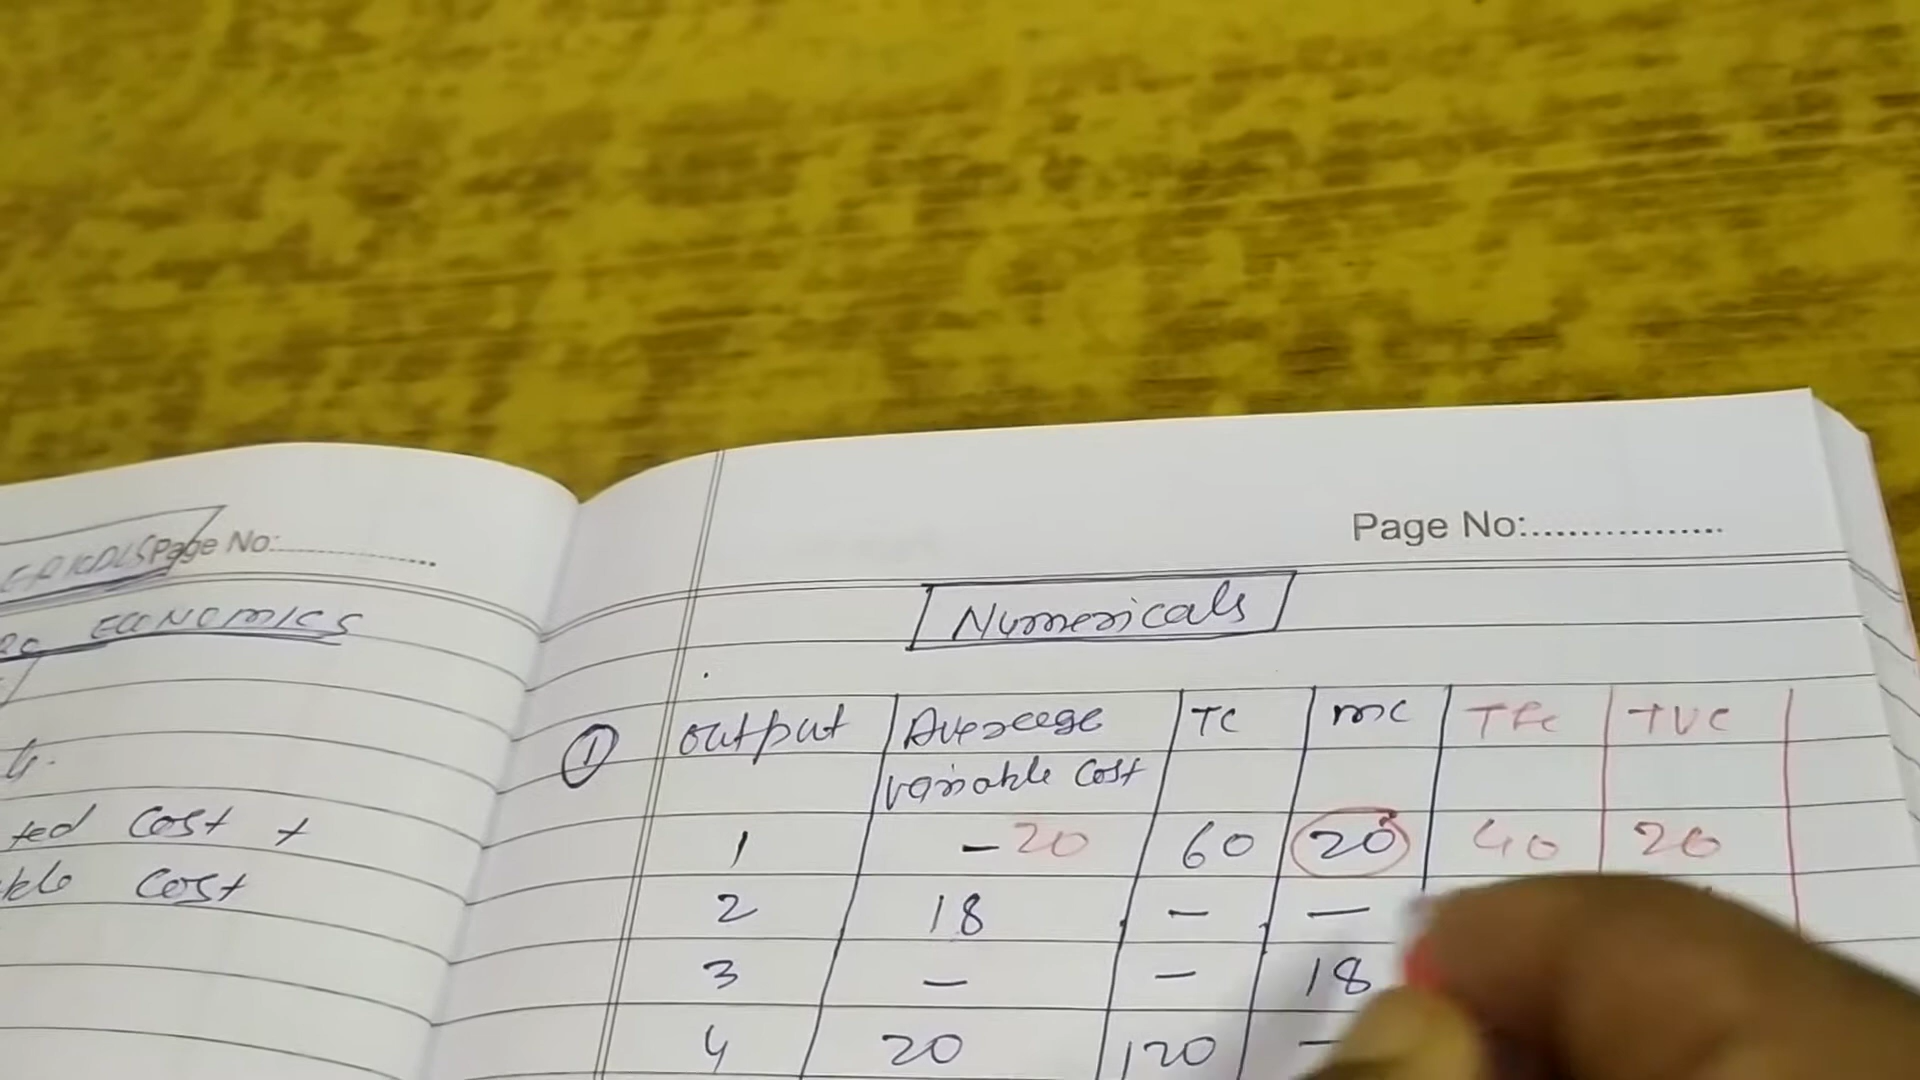 Page No:
ECONOMICS
ted cost +
cost
Page No:
Numericals
① output Avereege TC mc TFC TVC
variable cost
1 - 20 60 20 40 20
2 18 - -
3 - - 18
4 20 120 -